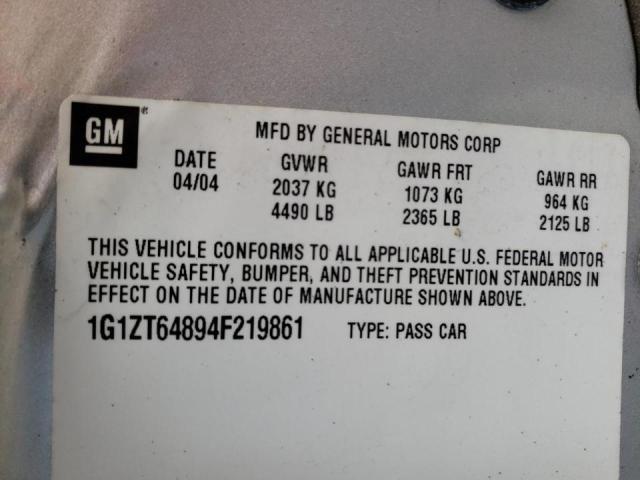 GM ®
MFD BY GENERAL MOTORS CORP
DATE GVWR GAWR FRT GAWR RR
04/04 2037 KG 1073 KG 964 KG
4490 LB 2365 LB 2125 LB
THIS VEHICLE CONFORMS TO ALL APPLICABLE U.S. FEDERAL MOTOR
VEHICLE SAFETY, BUMPER, AND THEFT PREVENTION STANDARDS IN
EFFECT ON THE DATE OF MANUFACTURE SHOWN ABOVE.
1G1ZT64894F219861 TYPE: PASS CAR